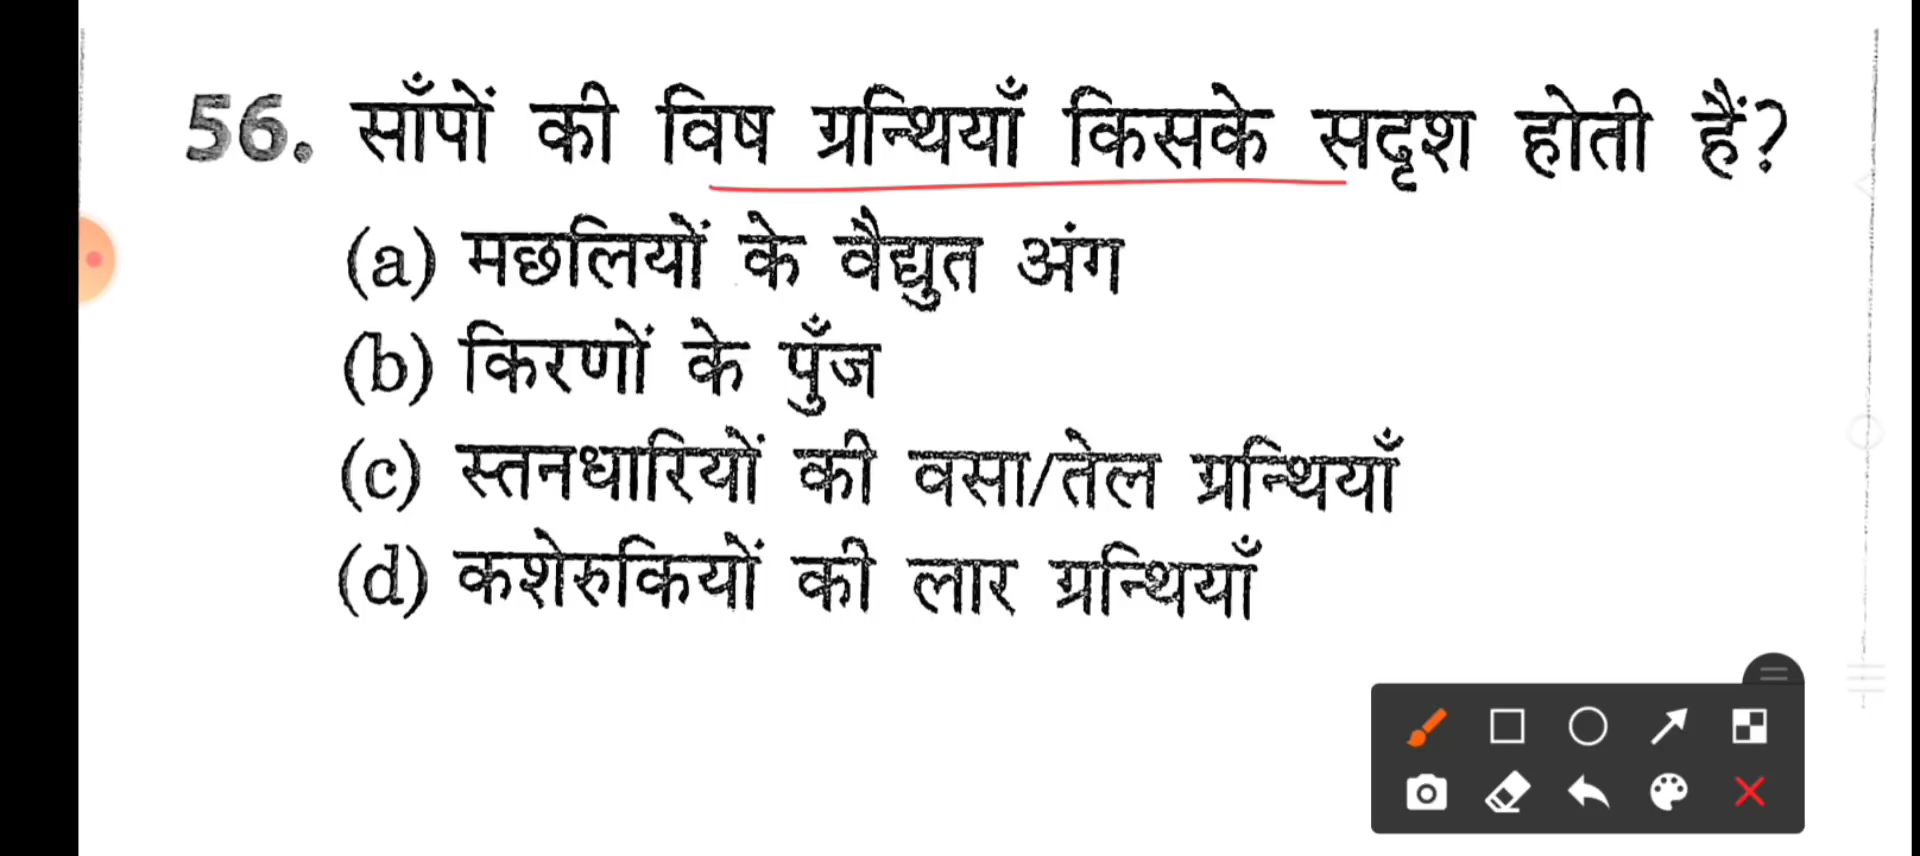 56. साँपों की विष ग्रन्थियाँ किसके सदृश होती हैं?
(a) मछलियों के वैद्युत अंग
(b) किरणों के पुँज
(c) स्तनधारियों की वसा/तेल ग्रन्थियाँ
(d) कशेरुकियों की लार ग्रन्थियाँ